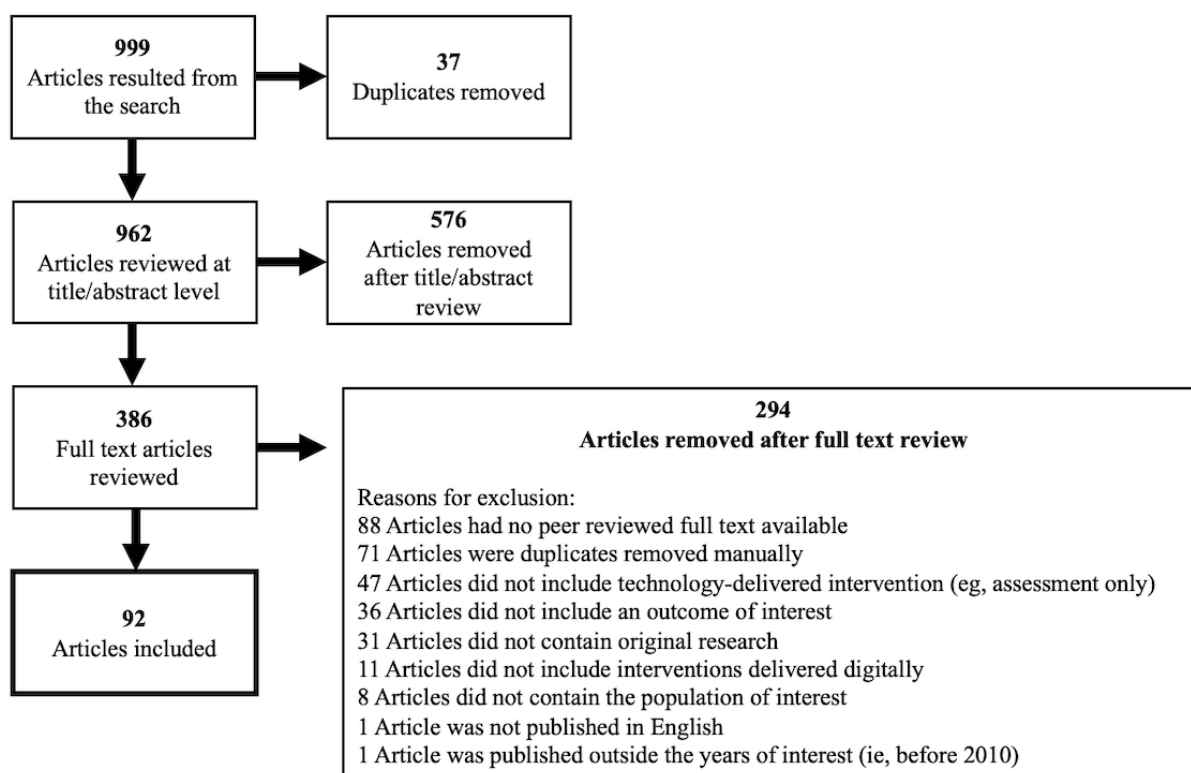 999
Articles resulted from
the search
37
Duplicates removed
962
Articles reviewed at
title/abstract level
576
Articles removed
after title/abstract
review
386
Full text articles
reviewed
294
Articles removed after full text review
Reasons for exclusion:
88 Articles had no peer reviewed full text available
71 Articles were duplicates removed manually
47 Articles did not include technology-delivered intervention (eg, assessment only)
36 Articles did not include an outcome of interest
31 Articles did not contain original research
11 Articles did not include interventions delivered digitally
8 Articles did not contain the population of interest
1 Article was not published in English
1 Article was published outside the years of interest (ie, before 2010)
92
Articles included